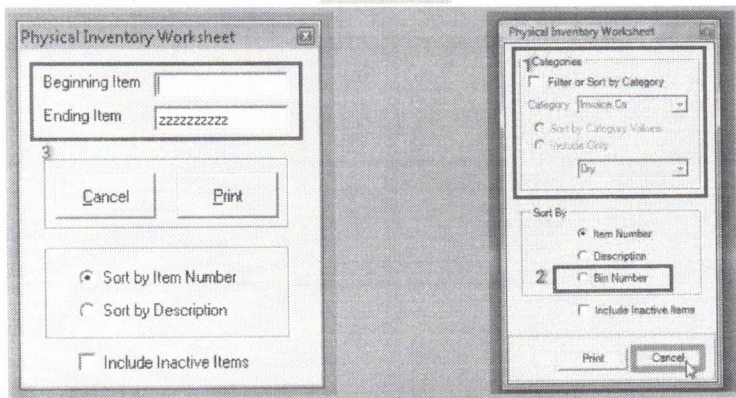 Physical Inventory Worksheet
Beginning Item
Ending Item zzzzzzzzzz
3
Cancel Print
Sort by Item Number
Sort by Description
Include Inactive Items
Physical Inventory Worksheet
1 Categories
Filter or Sort by Category
Category Invoice Ca
Sort by Category Values
Include Only
Dry
Sort By
Item Number
Description
2 Bin Number
Include Inactive Items
Print Cancel